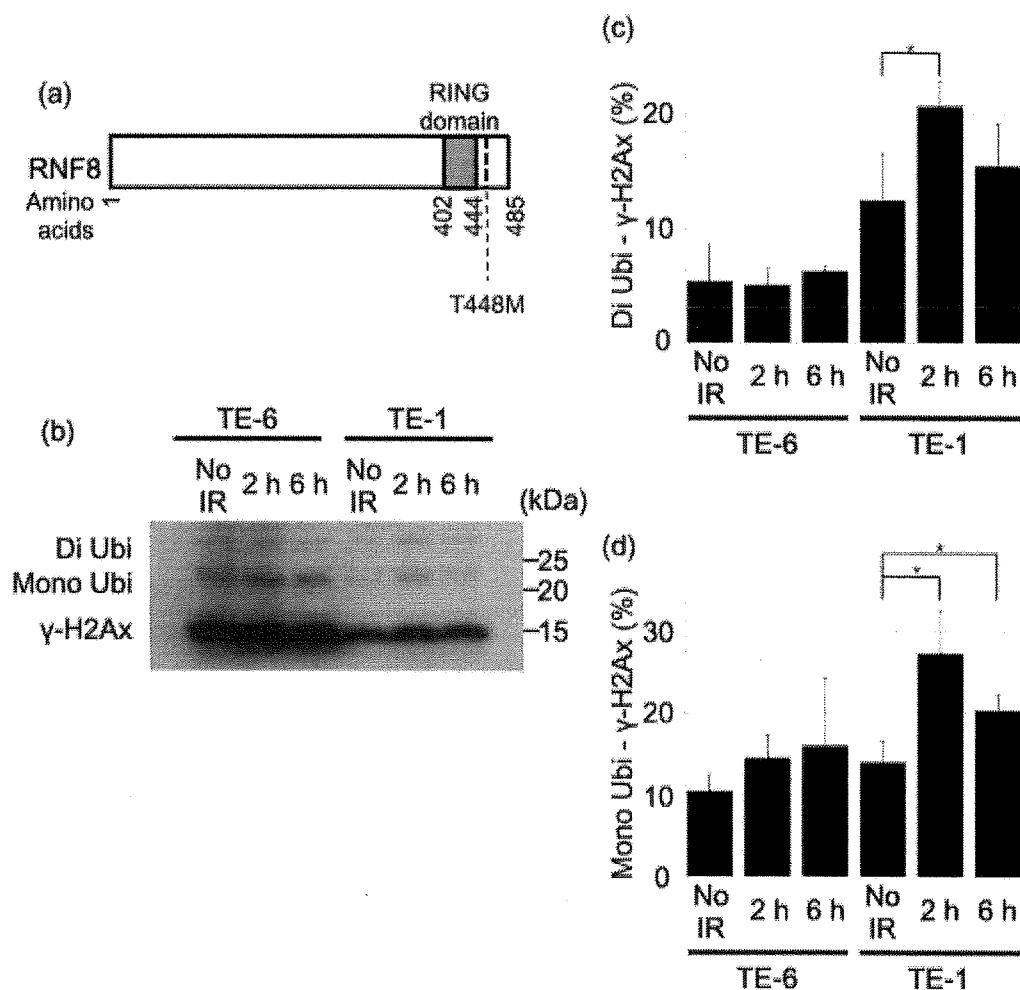 (a)
RING
domain
RNF8
Amino
acids
1
402
444
485
T448M
(b)
TE-6
TE-1
No
IR
2 h
6 h
No
IR
2 h
6 h
(kDa)
Di Ubi
Mono Ubi
γ-H2Ax
25
20
15
(c)
Di Ubi - γ-H2Ax (%)
20
10
0
*
No
IR
2 h
6 h
No
IR
2 h
6 h
TE-6
TE-1
(d)
Mono Ubi - γ-H2Ax (%)
30
20
10
0
*
*
No
IR
2 h
6 h
No
IR
2 h
6 h
TE-6
TE-1